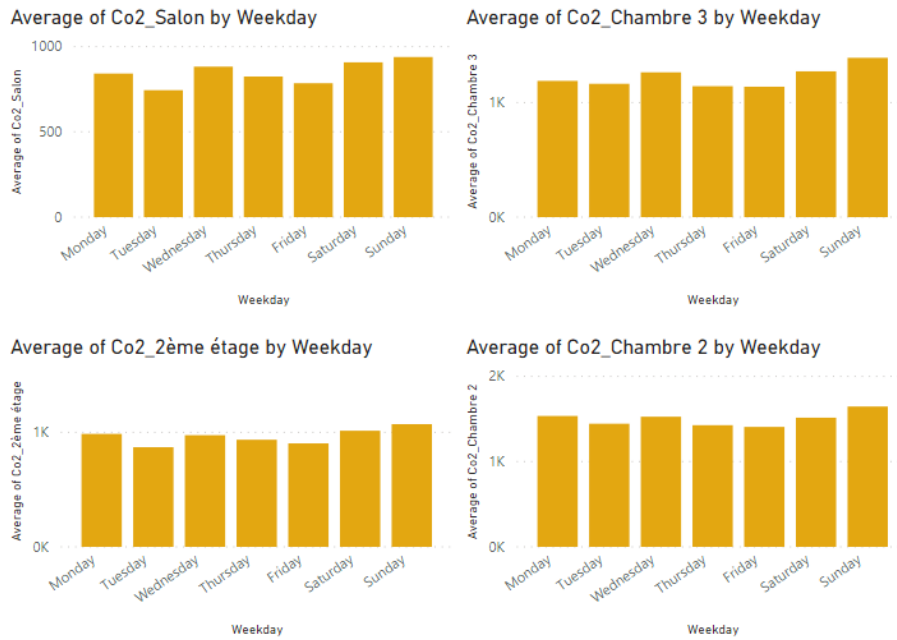 Average of Co2_Salon by Weekday
Average of Co2_Salon
1000
500
0
Monday
Tuesday
Wednesday
Thursday
Friday
Saturday
Sunday
Weekday
Average of Co2_Chambre 3 by Weekday
Average of Co2_Chambre 3
1K
0K
Monday
Tuesday
Wednesday
Thursday
Friday
Saturday
Sunday
Weekday
Average of Co2_2ème étage by Weekday
Average of Co2_2ème étage
1K
0K
Monday
Tuesday
Wednesday
Thursday
Friday
Saturday
Sunday
Weekday
Average of Co2_Chambre 2 by Weekday
Average of Co2_Chambre 2
2K
1K
0K
Monday
Tuesday
Wednesday
Thursday
Friday
Saturday
Sunday
Weekday